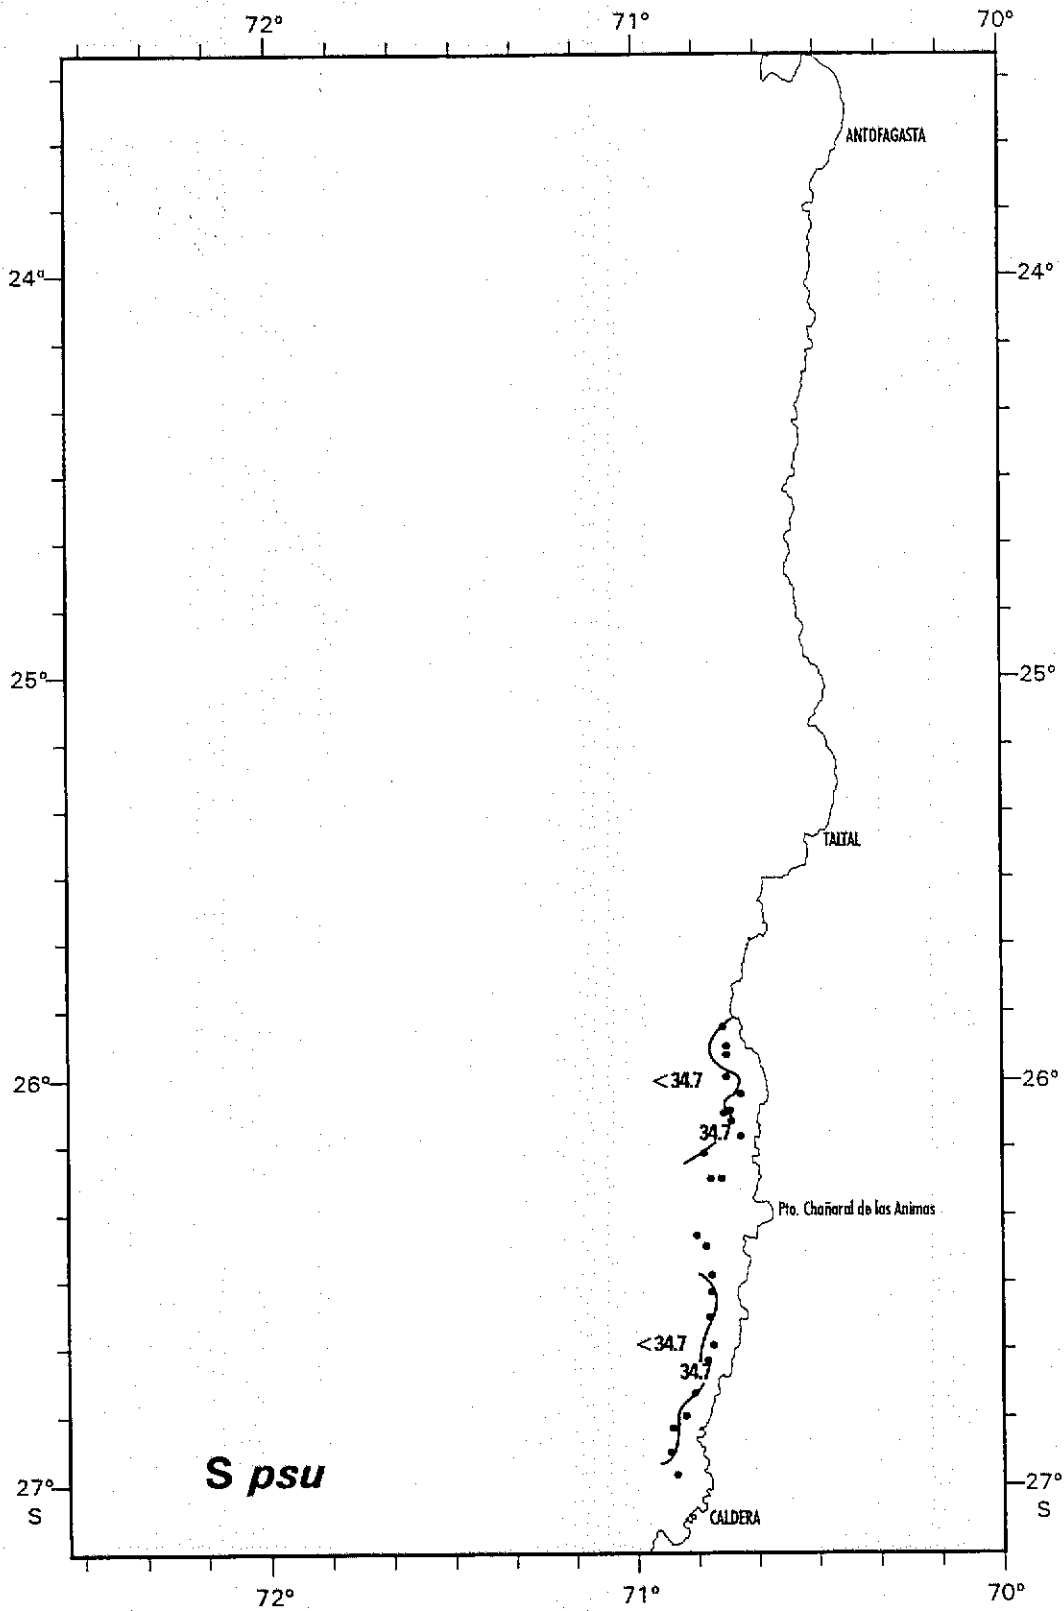 72° 71° 70°
ANTOFAGASTA
24° 24°
25° 25°
TALTAL
26° <34.7 26°
34.7
Pto. Chañaral de las Animas
<34.7
34.7
S psu
27° 27°
S S
CALDERA
72° 71° 70°